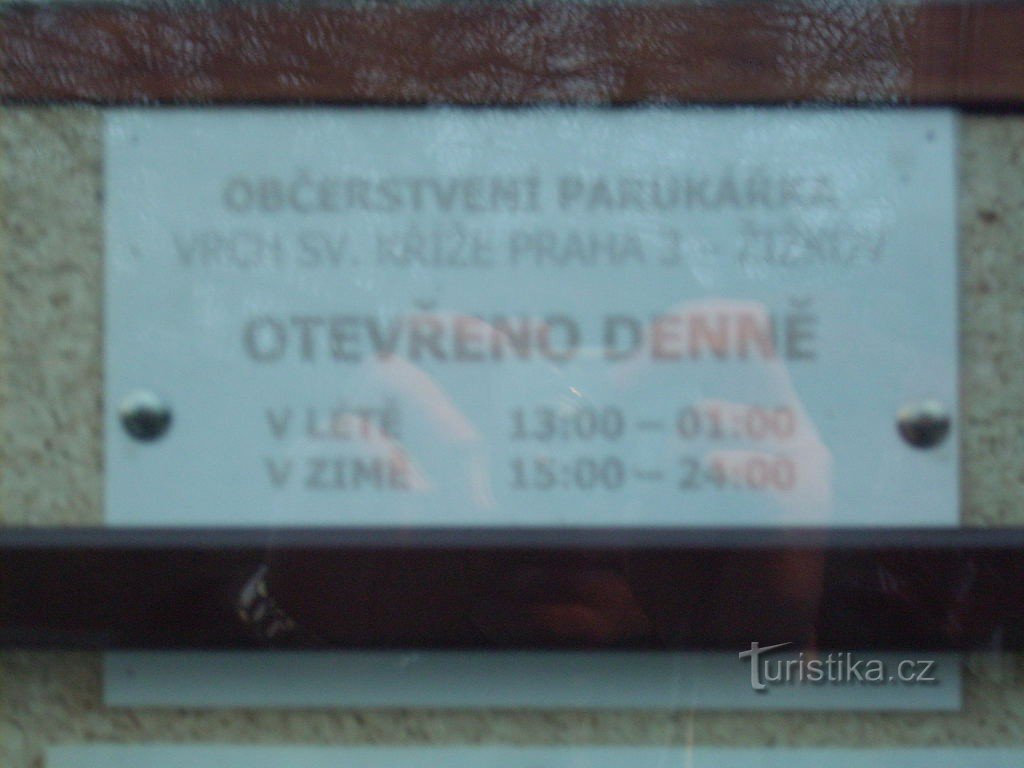 OBČERSTVENÍ PARUKÁŘKA
VRCH SV. KŘÍŽE PRAHA 3 - ŽIŽKOV
OTEVŘENO DENNĚ
V LÉTĚ 13:00 – 01:00
V ZIMĚ 15:00 – 24:00
Turistika.cz